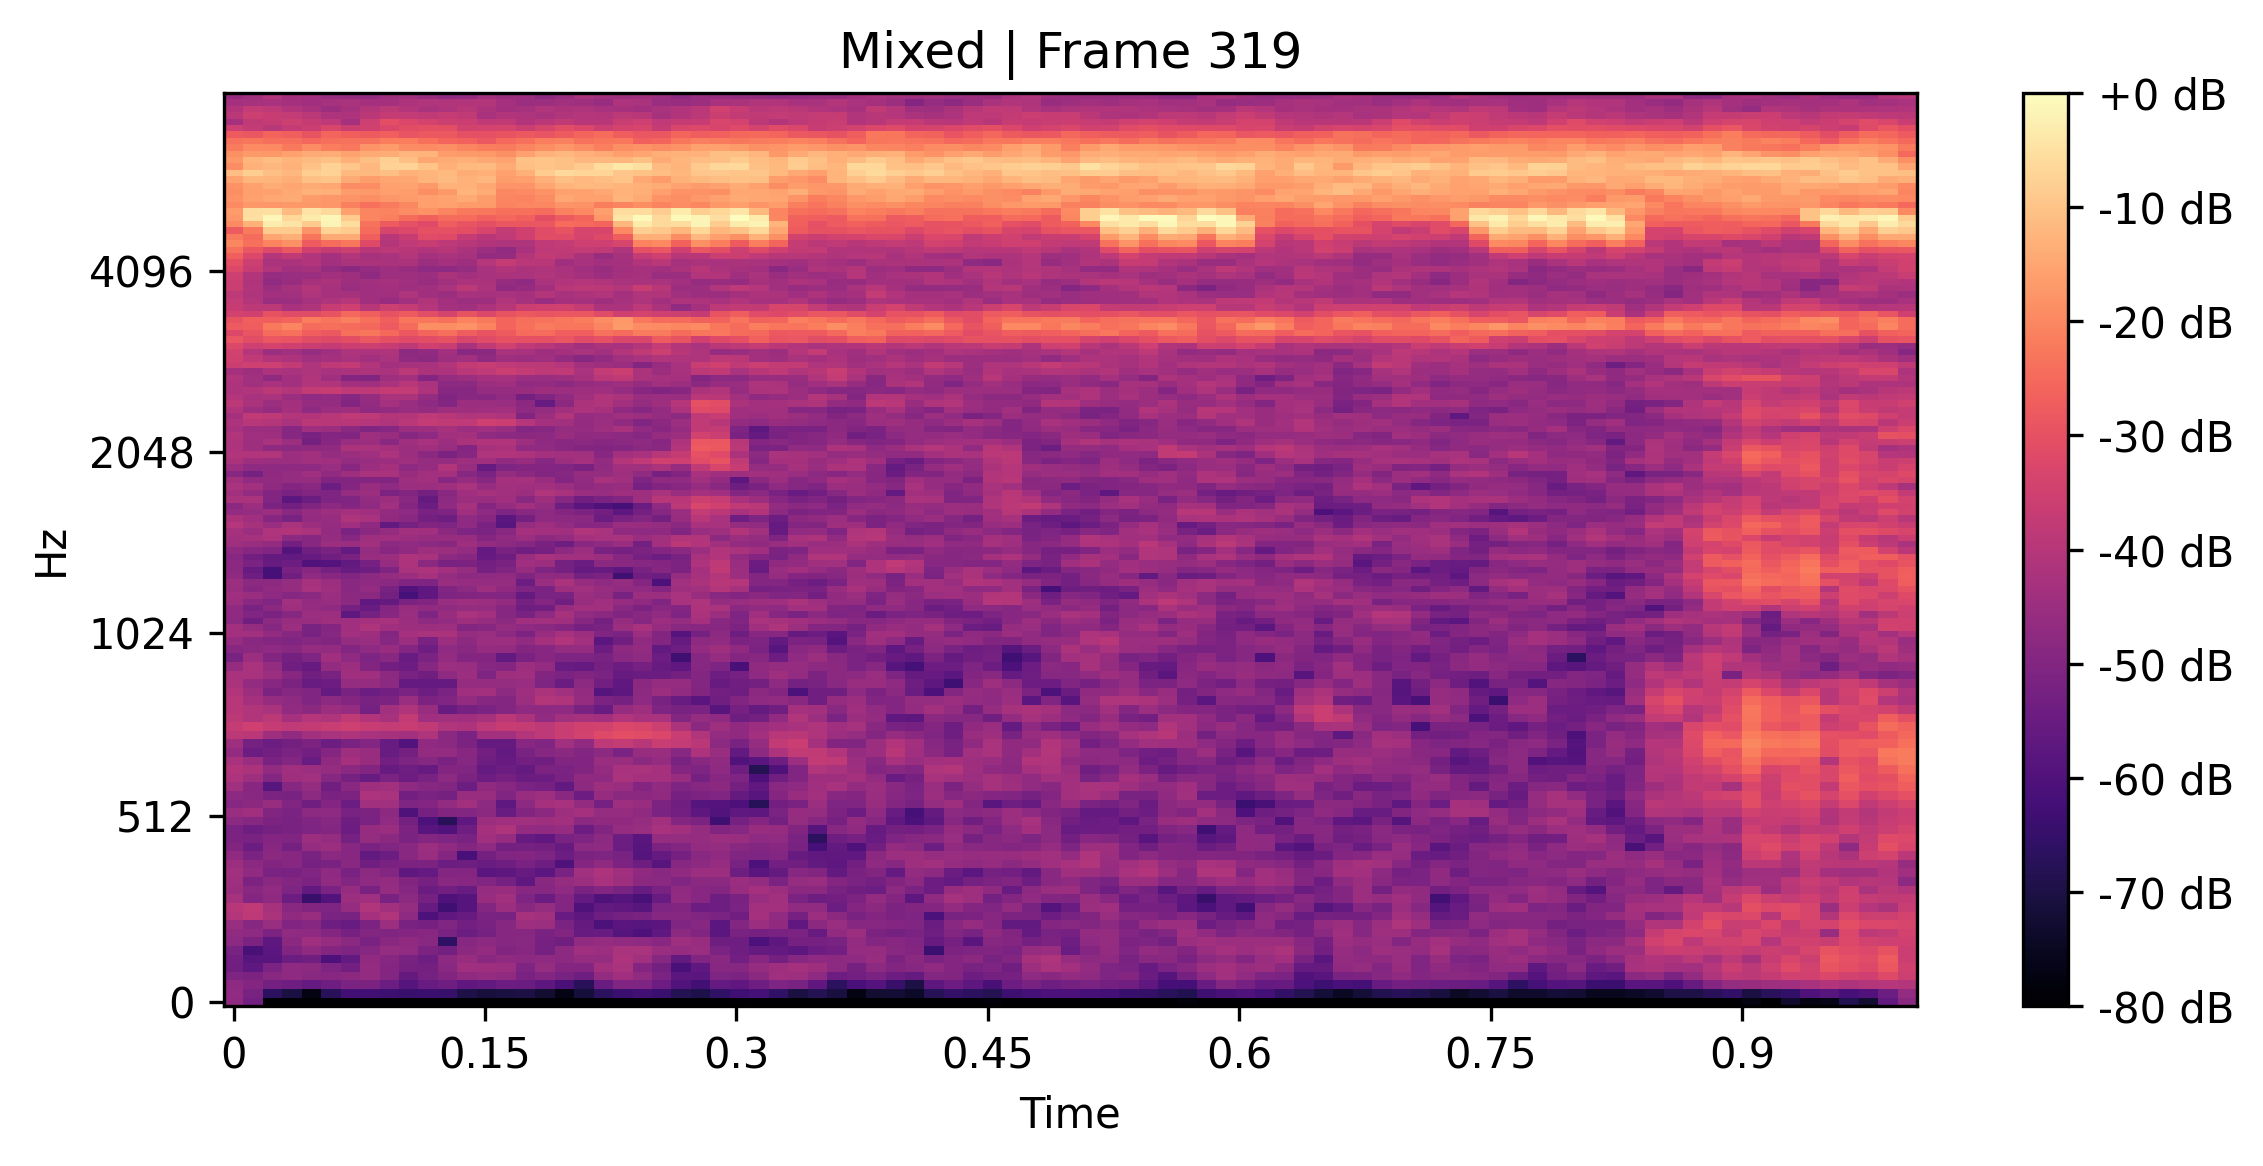 Mixed | Frame 319
+0 dB
-10 dB
-20 dB
-30 dB
-40 dB
-50 dB
-60 dB
-70 dB
-80 dB
4096
2048
1024
512
0
Hz
0 0.15 0.3 0.45 0.6 0.75 0.9
Time